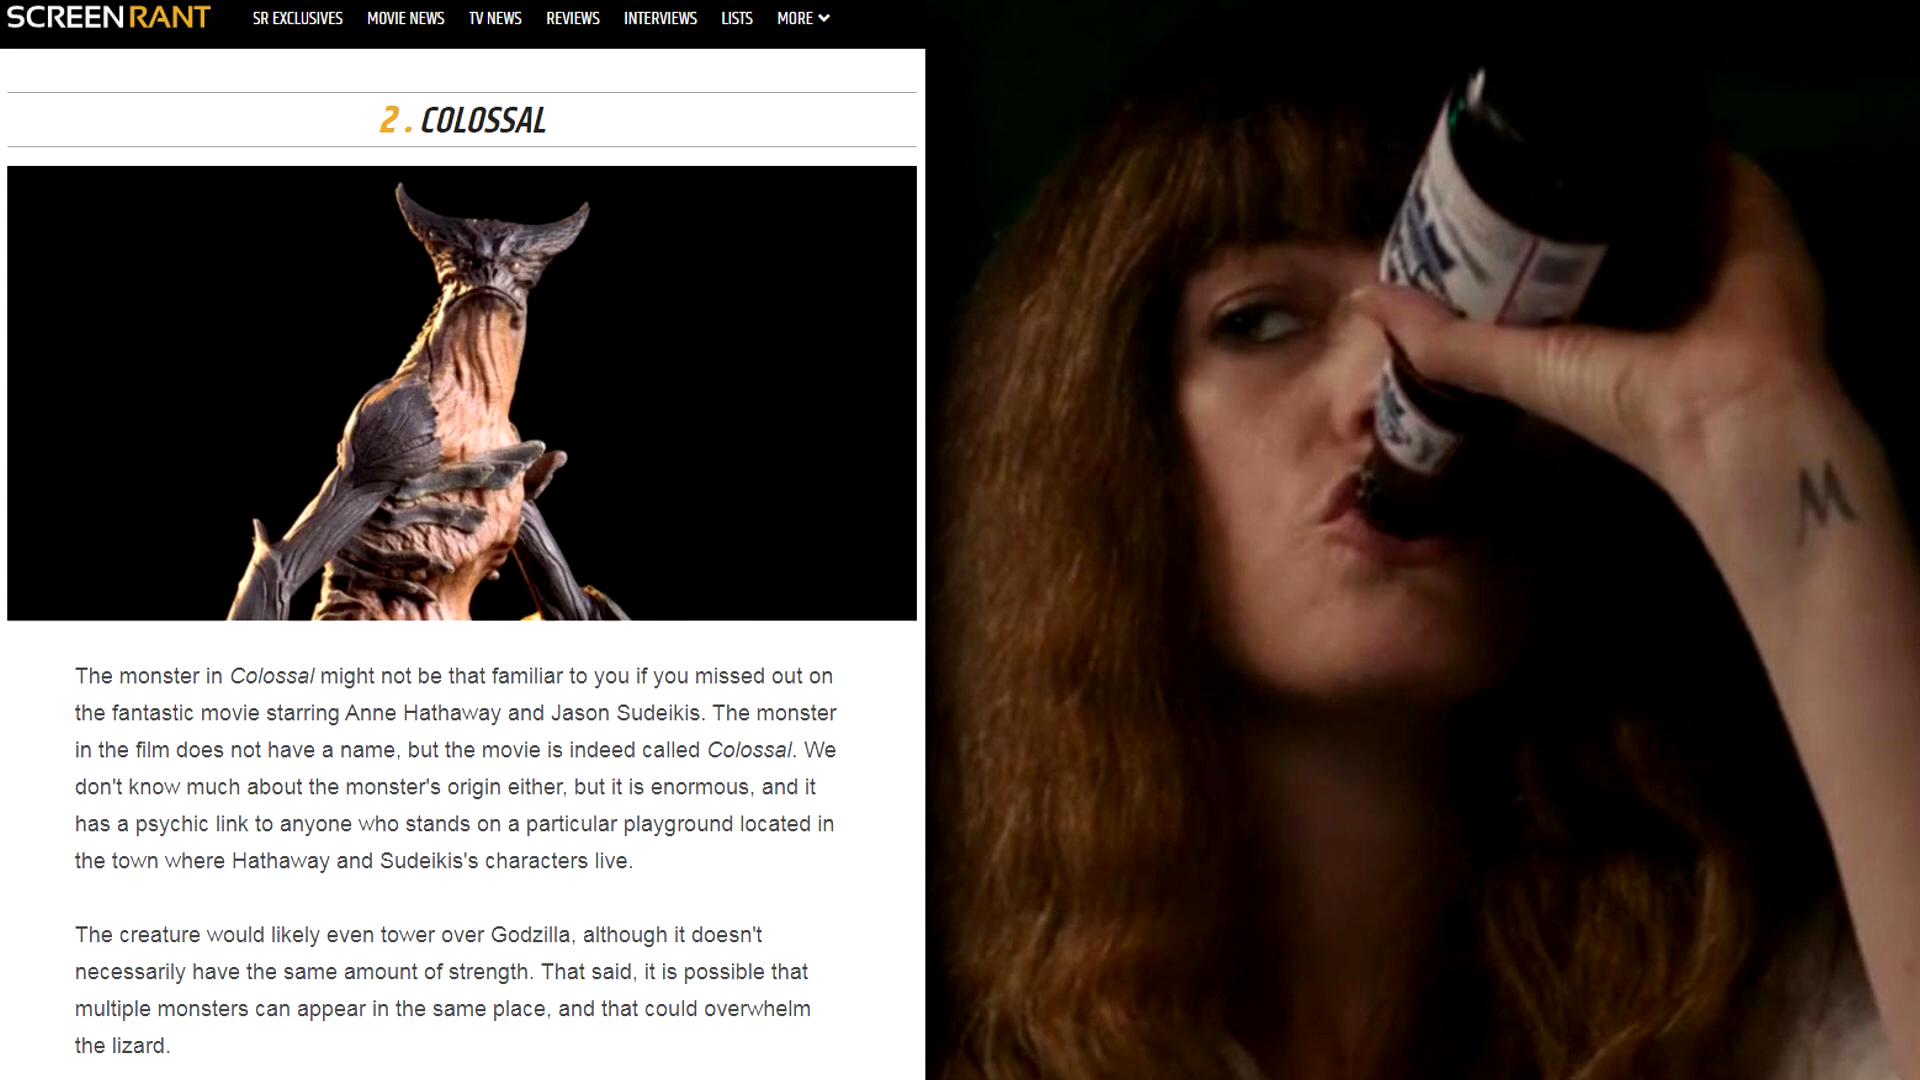 SCREENRANT SR EXCLUSIVES MOVIE NEWS TV NEWS REVIEWS INTERVIEWS LISTS MORE
2. COLOSSAL
The monster in Colossal might not be that familiar to you if you missed out on
the fantastic movie starring Anne Hathaway and Jason Sudeikis. The monster
in the film does not have a name, but the movie is indeed called Colossal. We
don't know much about the monster's origin either, but it is enormous, and it
has a psychic link to anyone who stands on a particular playground located in
the town where Hathaway and Sudeikis's characters live.
The creature would likely even tower over Godzilla, although it doesn't
necessarily have the same amount of strength. That said, it is possible that
multiple monsters can appear in the same place, and that could overwhelm
the lizard.
M